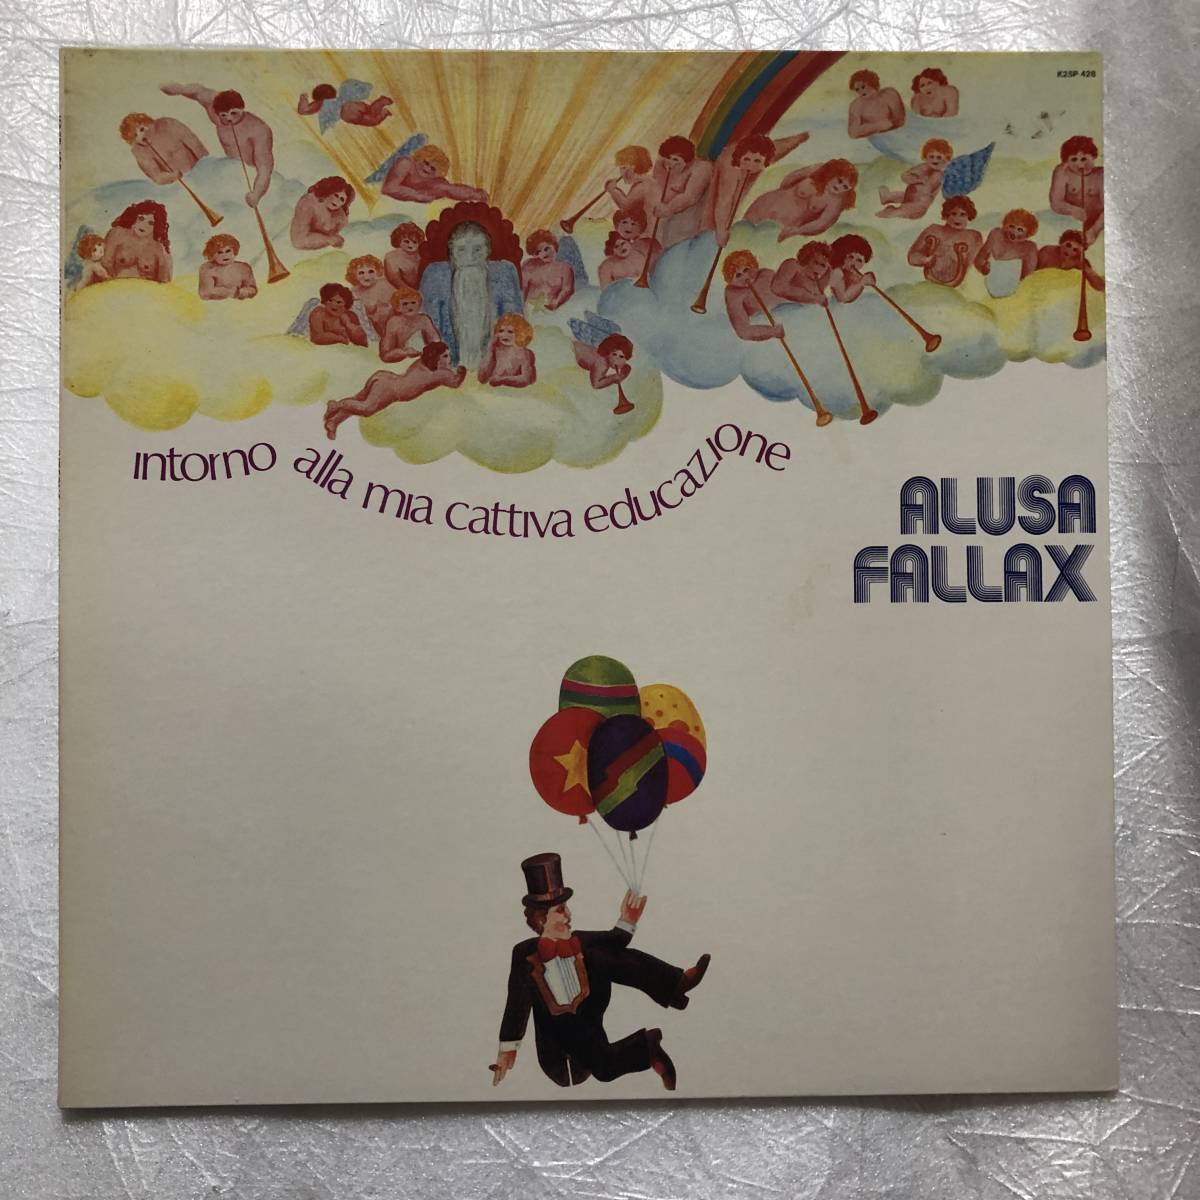 K25P 428
intorno alla mia cattiva educazione
ALUSA
FALLAX